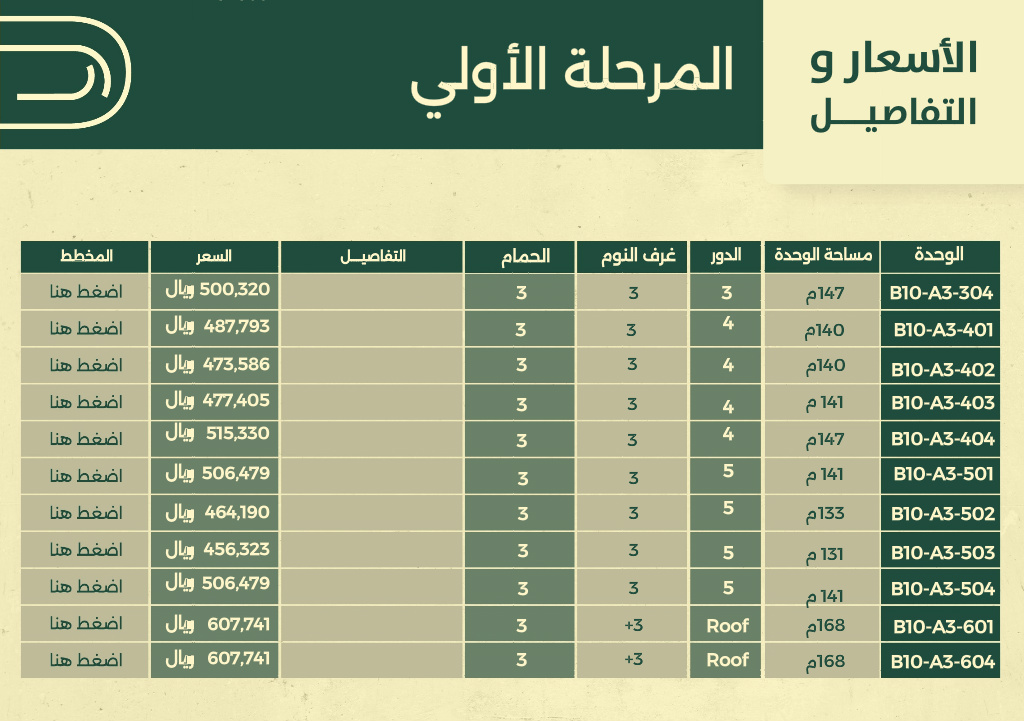 الأسعار و
التفاصيـــل
المرحلة الأولي
الوحدة مساحة الوحدة الدور غرف النوم الحمام التفاصيــل السعر المخطط
B10-A3-304 147م 3 3 3 500,320 ريال اضغط هنا
B10-A3-401 140م 4 3 3 487,793 ريال اضغط هنا
B10-A3-402 140م 4 3 3 473,586 ريال اضغط هنا
B10-A3-403 141 م 4 3 3 477,405 ريال اضغط هنا
B10-A3-404 147م 4 3 3 515,330 ريال اضغط هنا
B10-A3-501 141 م 5 3 3 506,479 ريال اضغط هنا
B10-A3-502 133م 5 3 3 464,190 ريال اضغط هنا
B10-A3-503 131 م 5 3 3 456,323 ريال اضغط هنا
B10-A3-504 141 م 5 3 3 506,479 ريال اضغط هنا
B10-A3-601 168م Roof +3 3 607,741 ريال اضغط هنا
B10-A3-604 168م Roof +3 3 607,741 ريال اضغط هنا